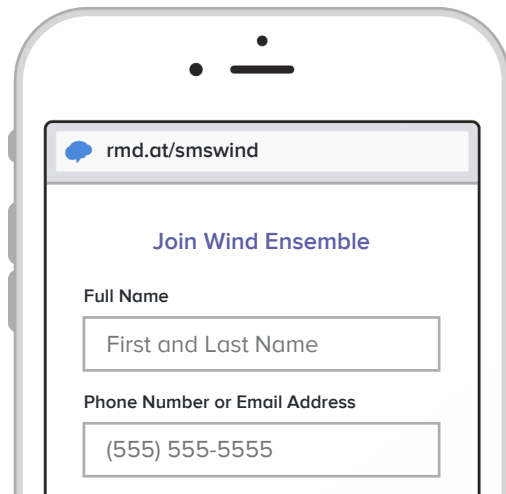 rmd.at/smswind
Join Wind Ensemble
Full Name
First and Last Name
Phone Number or Email Address
(555) 555-5555